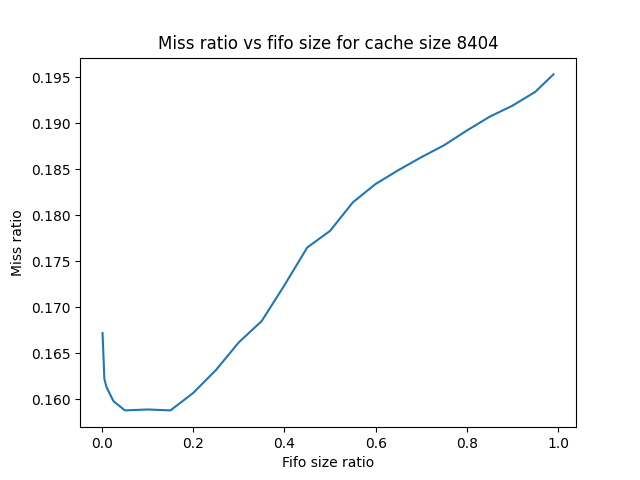 Miss ratio vs fifo size for cache size 8404
0.195
0.190
0.185
0.180
0.175
0.170
0.165
0.160
Miss ratio
0.0 0.2 0.4 0.6 0.8 1.0
Fifo size ratio